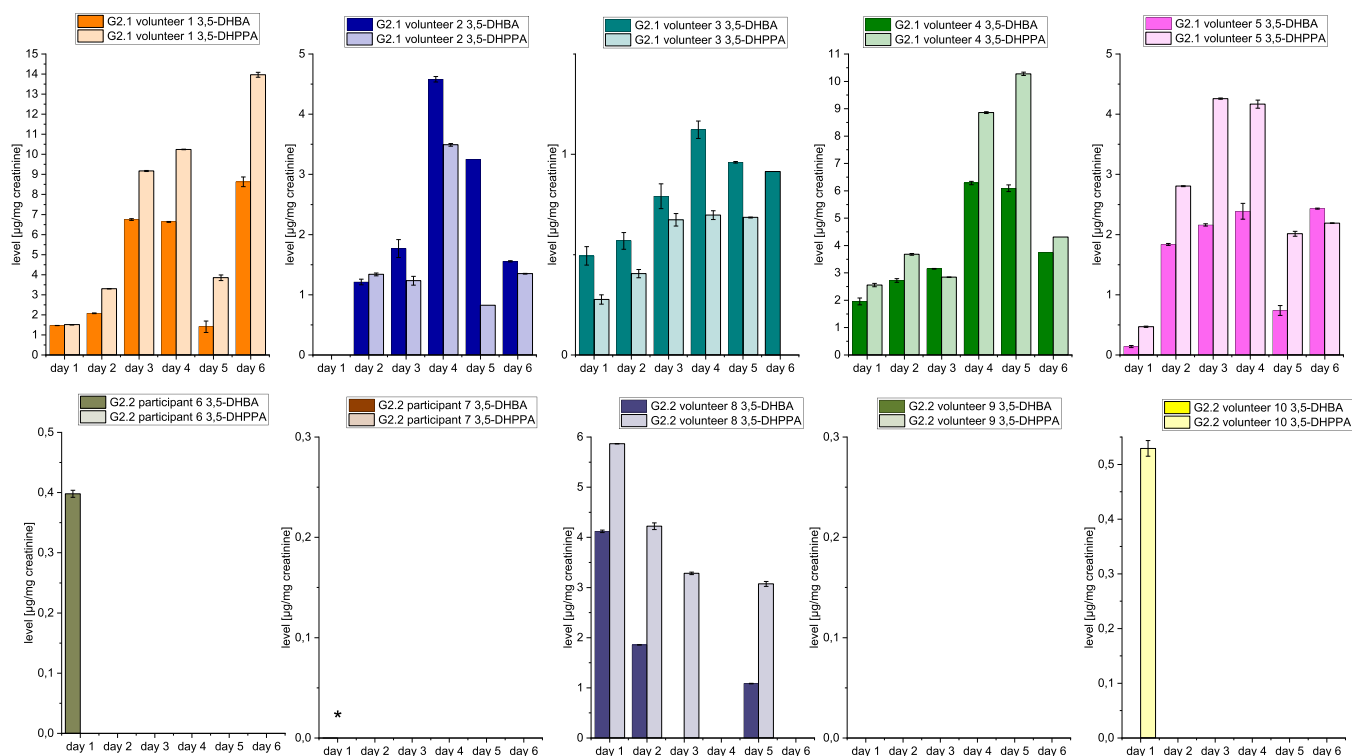 G2.1 volunteer 1 3,5-DHBA
G2.1 volunteer 1 3,5-DHPPA
level [µg/mg creatinine]
15
14
13
12
11
10
9
8
7
6
5
4
3
2
1
0
day 1 day 2 day 3 day 4 day 5 day 6
G2.1 volunteer 2 3,5-DHBA
G2.1 volunteer 2 3,5-DHPPA
level [µg/mg creatinine]
5
4
3
2
1
0
day 1 day 2 day 3 day 4 day 5 day 6
G2.1 volunteer 3 3,5-DHBA
G2.1 volunteer 3 3,5-DHPPA
level [µg/mg creatinine]
1
0
day 1 day 2 day 3 day 4 day 5 day 6
G2.1 volunteer 4 3,5-DHBA
G2.1 volunteer 4 3,5-DHPPA
level [µg/mg creatinine]
11
10
9
8
7
6
5
4
3
2
1
0
day 1 day 2 day 3 day 4 day 5 day 6
G2.1 volunteer 5 3,5-DHBA
G2.1 volunteer 5 3,5-DHPPA
level [µg/mg creatinine]
5
4
3
2
1
0
day 1 day 2 day 3 day 4 day 5 day 6
G2.2 participant 6 3,5-DHBA
G2.2 participant 6 3,5-DHPPA
level [µg/mg creatinine]
0,5
0,4
0,3
0,2
0,1
0,0
day 1 day 2 day 3 day 4 day 5 day 6
G2.2 participant 7 3,5-DHBA
G2.2 participant 7 3,5-DHPPA
level [µg/mg creatinine]
0,3
0,2
0,1
0,0
*
day 1 day 2 day 3 day 4 day 5 day 6
G2.2 volunteer 8 3,5-DHBA
G2.2 volunteer 8 3,5-DHPPA
level [µg/mg creatinine]
6
5
4
3
2
1
0
day 1 day 2 day 3 day 4 day 5 day 6
G2.2 volunteer 9 3,5-DHBA
G2.2 volunteer 9 3,5-DHPPA
level [µg/mg creatinine]
0,3
0,2
0,1
0,0
day 1 day 2 day 3 day 4 day 5 day 6
G2.2 volunteer 10 3,5-DHBA
G2.2 volunteer 10 3,5-DHPPA
level [µg/mg creatinine]
0,5
0,4
0,3
0,2
0,1
0,0
day 1 day 2 day 3 day 4 day 5 day 6